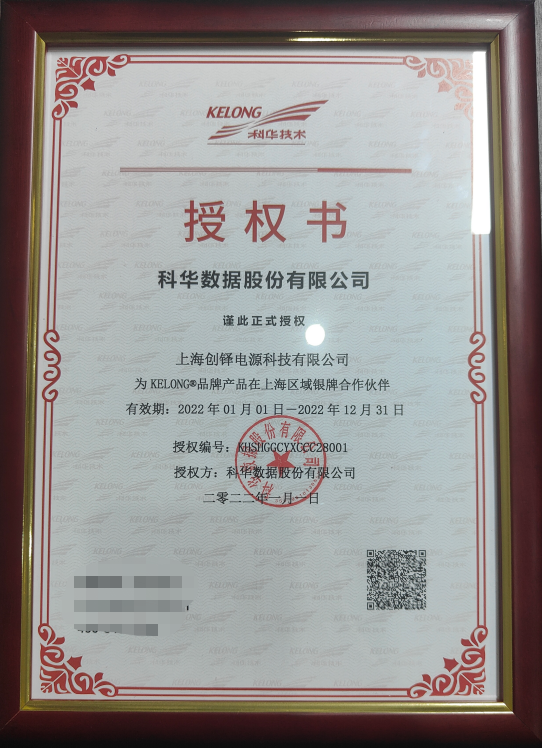 KELONG
科华技术
授权书
科华数据股份有限公司
谨此正式授权
上海创铎电源科技有限公司
为 KELONG®品牌产品在上海区域银牌合作伙伴
有效期：2022 年 01 月 01 日－2022 年 12 月 31 日
授权编号：KHSHGGCYXGCC28001
授权方：科华数据股份有限公司
二零二二年一月一日